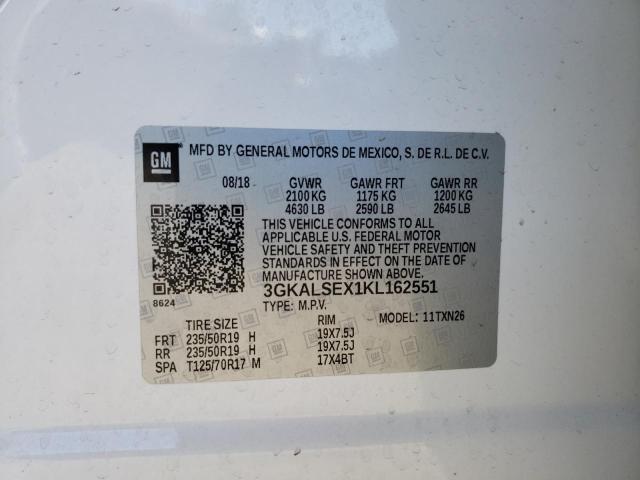 GM MFD BY GENERAL MOTORS DE MEXICO, S. DE R.L. DE C.V.
08/18 GVWR GAWR FRT GAWR RR
2100 KG 1175 KG 1200 KG
4630 LB 2590 LB 2645 LB
THIS VEHICLE CONFORMS TO ALL
APPLICABLE U.S. FEDERAL MOTOR
VEHICLE SAFETY AND THEFT PREVENTION
STANDARDS IN EFFECT ON THE DATE OF
MANUFACTURE SHOWN ABOVE.
8624 3GKALSEX1KL162551
TYPE: M.P.V. MODEL: 11TXN26
TIRE SIZE RIM
FRT 235/50R19 H 19X7.5J
RR 235/50R19 H 19X7.5J
SPA T125/70R17 M 17X4BT